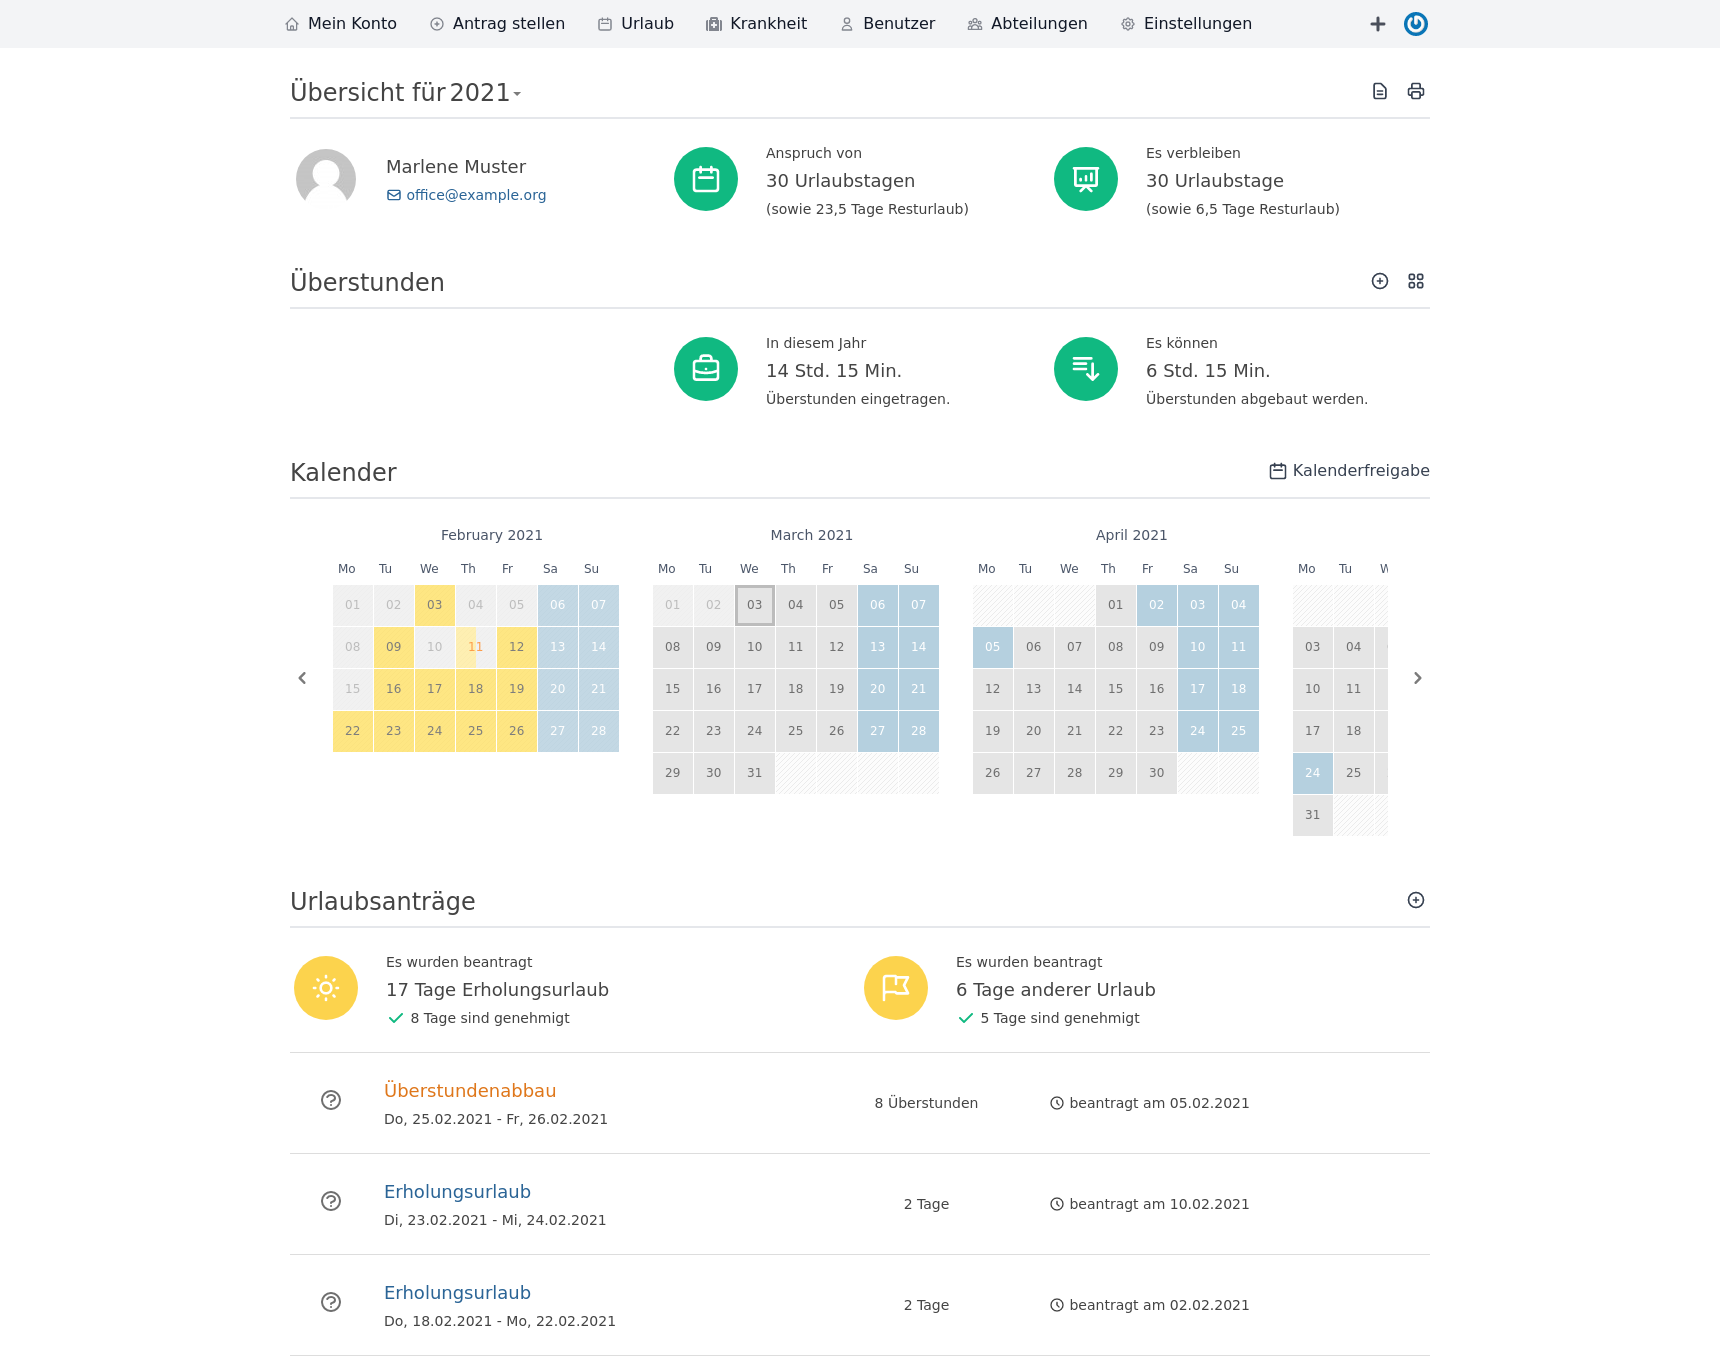 Mein Konto Antrag stellen Urlaub Krankheit Benutzer Abteilungen Einstellungen
Übersicht für 2021
Marlene Muster
office@example.org
Anspruch von
30 Urlaubstagen
(sowie 23,5 Tage Resturlaub)
Es verbleiben
30 Urlaubstage
(sowie 6,5 Tage Resturlaub)
Überstunden
In diesem Jahr
14 Std. 15 Min.
Überstunden eingetragen.
Es können
6 Std. 15 Min.
Überstunden abgebaut werden.
Kalender
Kalenderfreigabe
February 2021
Mo Tu We Th Fr Sa Su
01 02 03 04 05 06 07
08 09 10 11 12 13 14
15 16 17 18 19 20 21
22 23 24 25 26 27 28
March 2021
Mo Tu We Th Fr Sa Su
01 02 03 04 05 06 07
08 09 10 11 12 13 14
15 16 17 18 19 20 21
22 23 24 25 26 27 28
29 30 31
April 2021
Mo Tu We Th Fr Sa Su
01 02 03 04
05 06 07 08 09 10 11
12 13 14 15 16 17 18
19 20 21 22 23 24 25
26 27 28 29 30
Mo Tu
03 04
10 11
17 18
24 25
31
Urlaubsanträge
Es wurden beantragt
17 Tage Erholungsurlaub
8 Tage sind genehmigt
Es wurden beantragt
6 Tage anderer Urlaub
5 Tage sind genehmigt
Überstundenabbau
Do, 25.02.2021 - Fr, 26.02.2021
8 Überstunden
beantragt am 05.02.2021
Erholungsurlaub
Di, 23.02.2021 - Mi, 24.02.2021
2 Tage
beantragt am 10.02.2021
Erholungsurlaub
Do, 18.02.2021 - Mo, 22.02.2021
2 Tage
beantragt am 02.02.2021